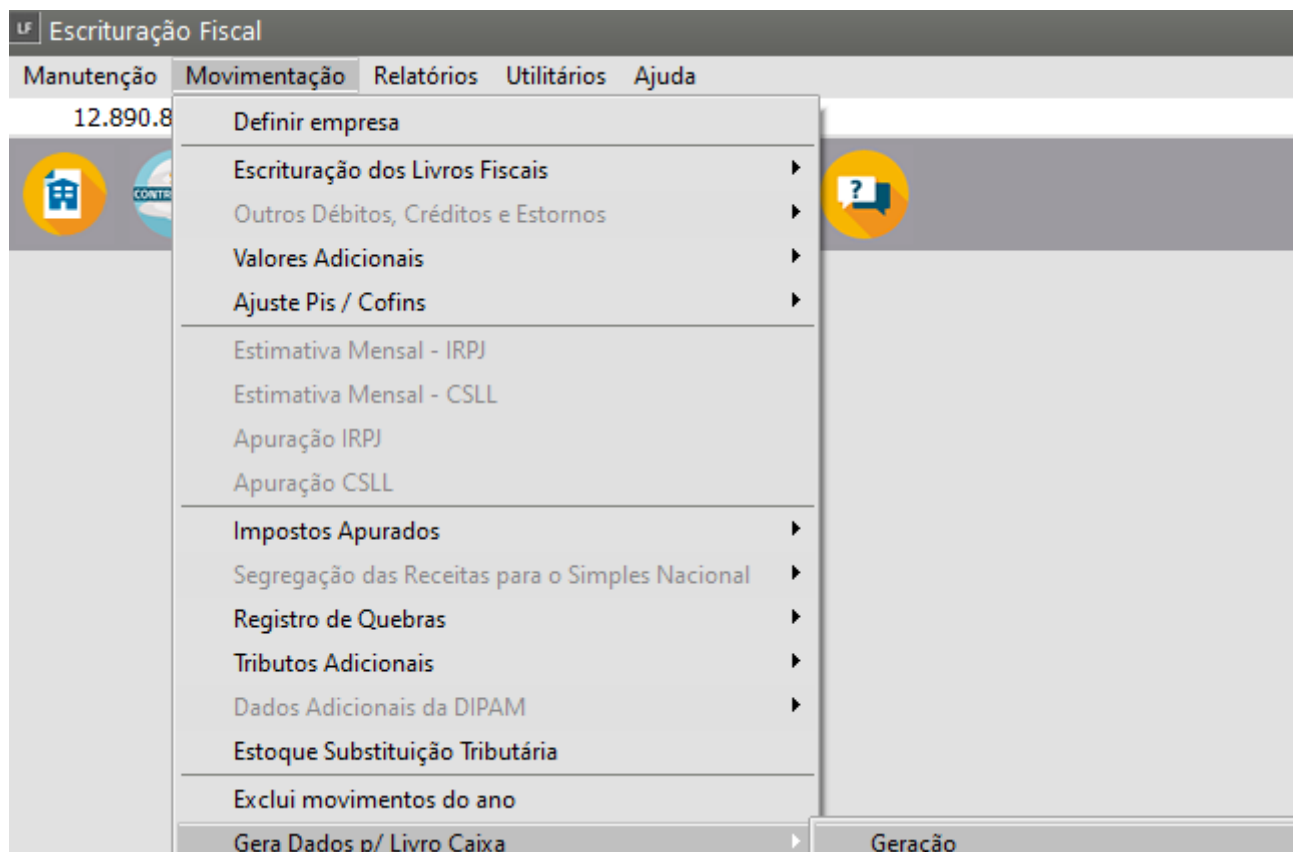 LF Escrituração Fiscal
Manutenção Movimentação Relatórios Utilitários Ajuda
12.890.8
Definir empresa
Escrituração dos Livros Fiscais
CONTR
Outros Débitos, Créditos e Estornos
?
Valores Adicionais
Ajuste Pis / Cofins
Estimativa Mensal - IRPJ
Estimativa Mensal - CSLL
Apuração IRPJ
Apuração CSLL
Impostos Apurados
Segregação das Receitas para o Simples Nacional
Registro de Quebras
Tributos Adicionais
Dados Adicionais da DIPAM
Estoque Substituição Tributária
Exclui movimentos do ano
Gera Dados p/ Livro Caixa
Geração